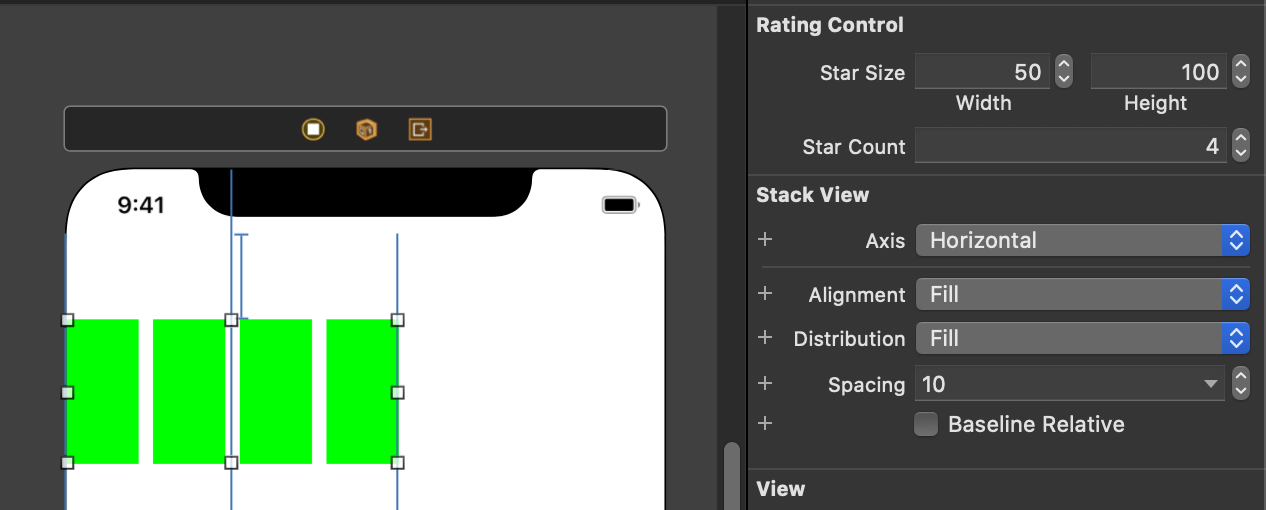 9:41
Rating Control
Star Size 50 100
Width Height
Star Count 4
Stack View
Axis Horizontal
Alignment Fill
Distribution Fill
Spacing 10
Baseline Relative
View